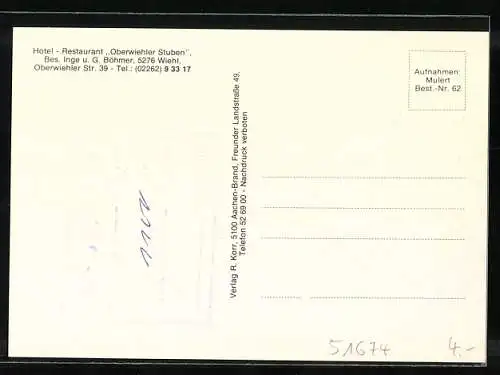 Hotel - Restaurant „Oberwiehler Stuben",
Bes. Inge u. G. Böhmer, 5276 Wiehl,
Oberwiehler Str. 39 - Tel.: (02262) 9 33 17
Aufnahmen:
Mulert
Best.-Nr. 62
Verlag R. Korr, 5100 Aachen-Brand, Freunder Landstraße 49,
Telefon 52 69 00 - Nachdruck verboten
51674
4.-